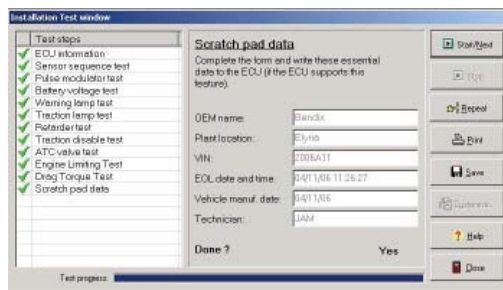 Installation Test window
Test steps
ECU information
Sensor sequence test
Pulse modulator test
Battery voltage test
Warning lamp test
Traction lamp test
Retarder test
Traction disable test
ATC valve test
Engine Limiting Test
Drag Torque Test
Scratch pad data
Scratch pad data
Complete the form and write these essential
data to the ECU (if the ECU supports this
feature).
OEM name: Bendix
Plant location: Elyria
VIN: 2006A31
EOL date and time: 04/11/06 11:26:27
Vehicle manuf. date: 04/11/06
Technician: JAM
Done ? Yes
Start/Next
Stop
Repeat
Print
Save
Customize
Help
Done
Test progress: